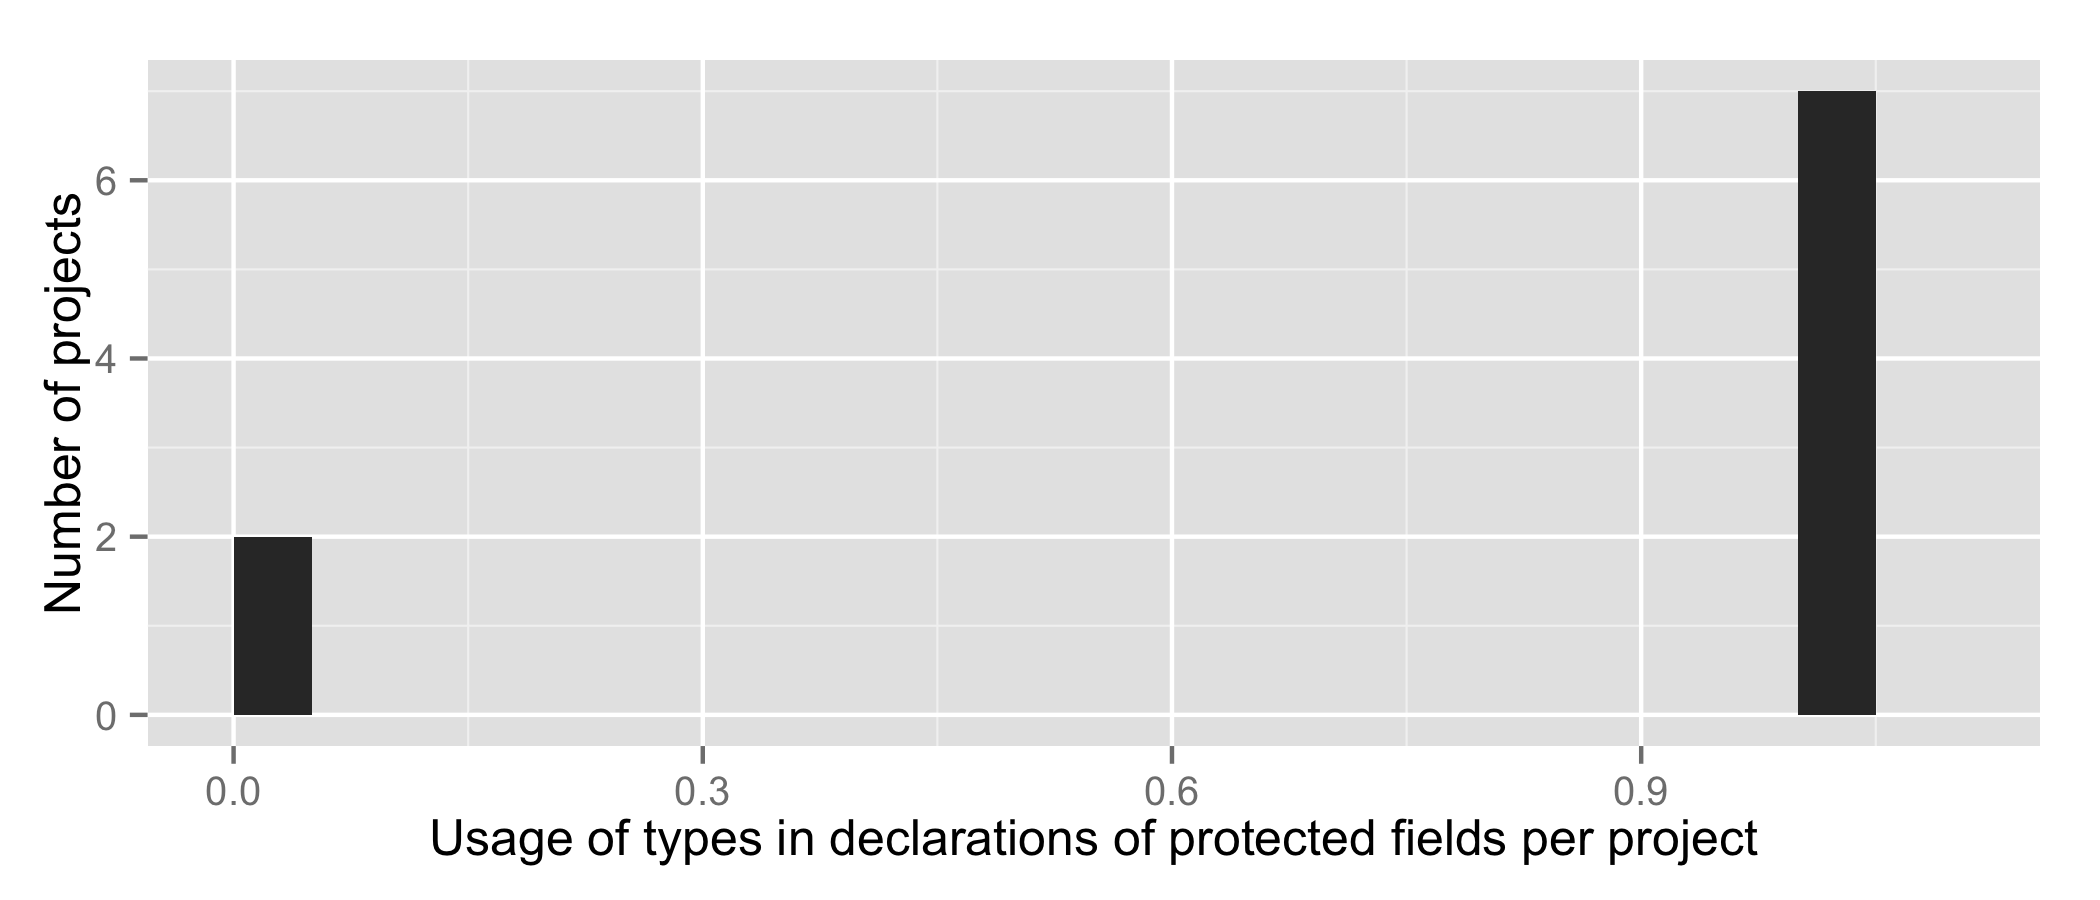 Number of projects
6
4
2
0
0.0 0.3 0.6 0.9
Usage of types in declarations of protected fields per project